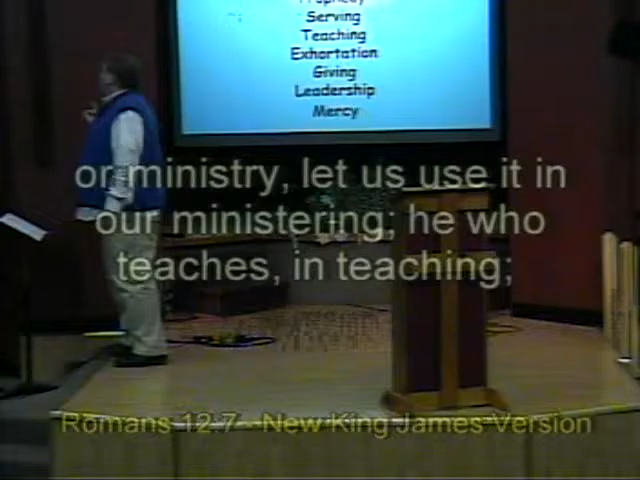 Prophecy
Serving
Teaching
Exhortation
Giving
Leadership
Mercy
or ministry, let us use it in
our ministering; he who
teaches, in teaching;
Romans 12:7 - New King James Version